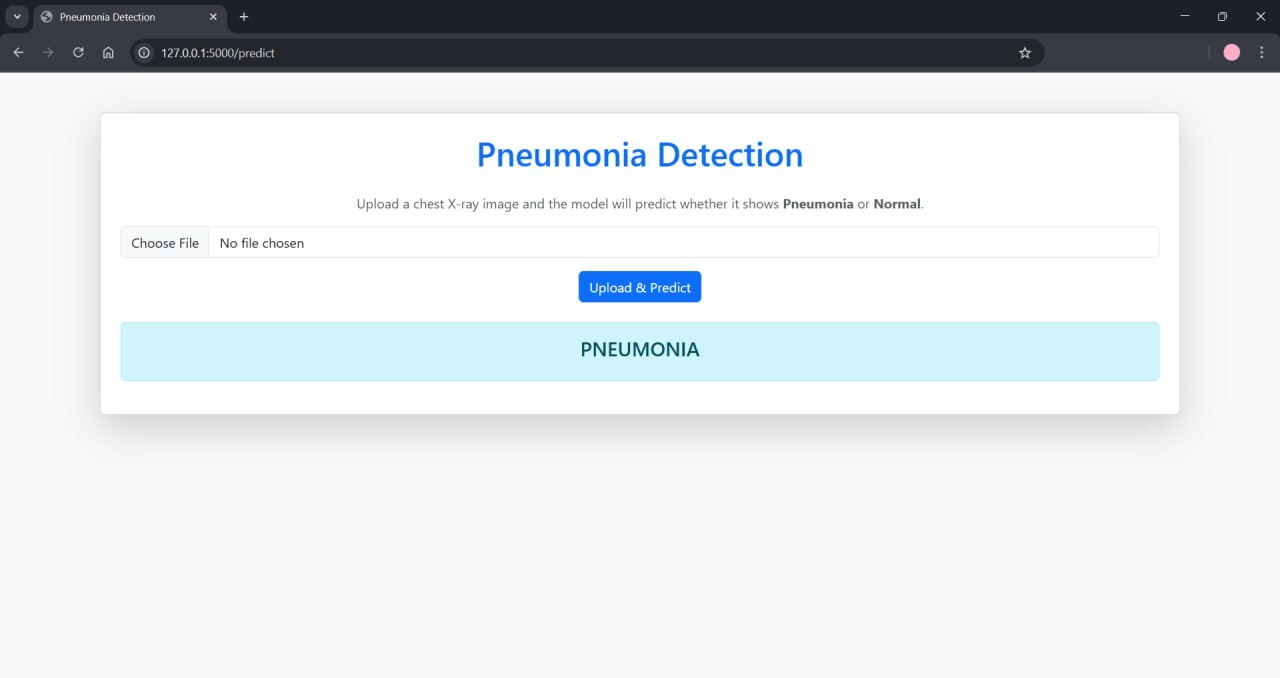 Pneumonia Detection
127.0.0.1:5000/predict
Pneumonia Detection
Upload a chest X-ray image and the model will predict whether it shows Pneumonia or Normal.
Choose File No file chosen
Upload & Predict
PNEUMONIA